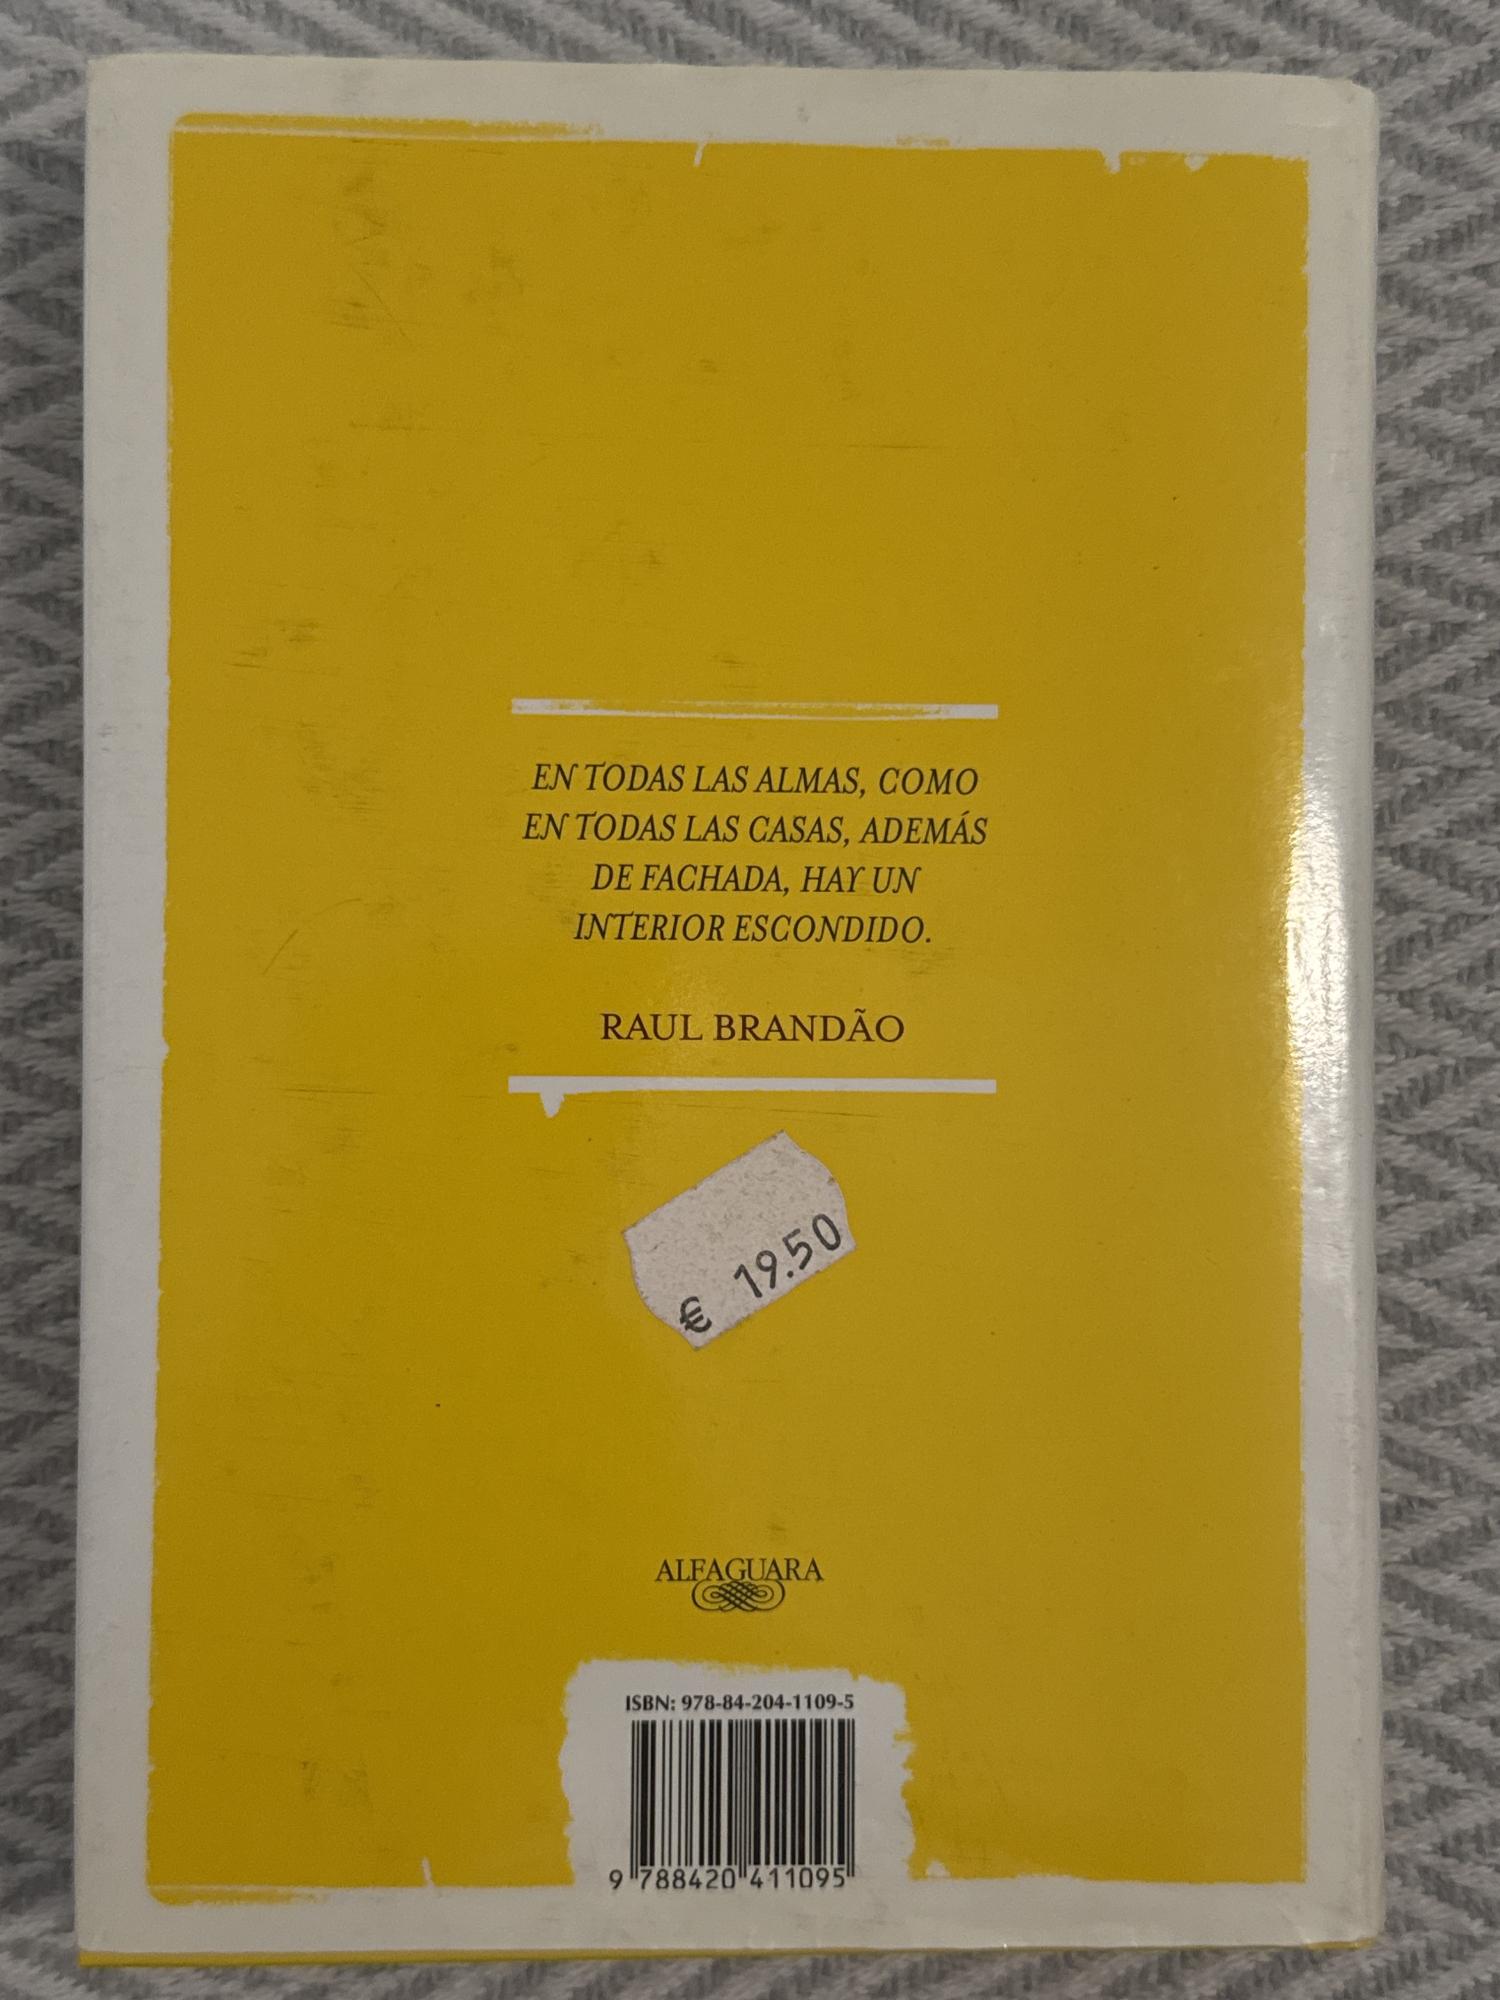 EN TODAS LAS ALMAS, COMO
EN TODAS LAS CASAS, ADEMÁS
DE FACHADA, HAY UN
INTERIOR ESCONDIDO.
RAUL BRANDÃO
€ 19.50
ALFAGUARA
ISBN: 978-84-204-1109-5
9 788420 411095